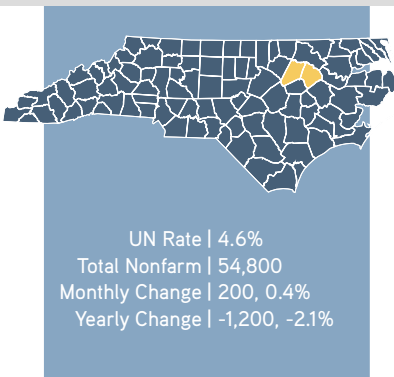 UN Rate | 4.6%
Total Nonfarm | 54,800
Monthly Change | 200, 0.4%
Yearly Change | -1,200, -2.1%